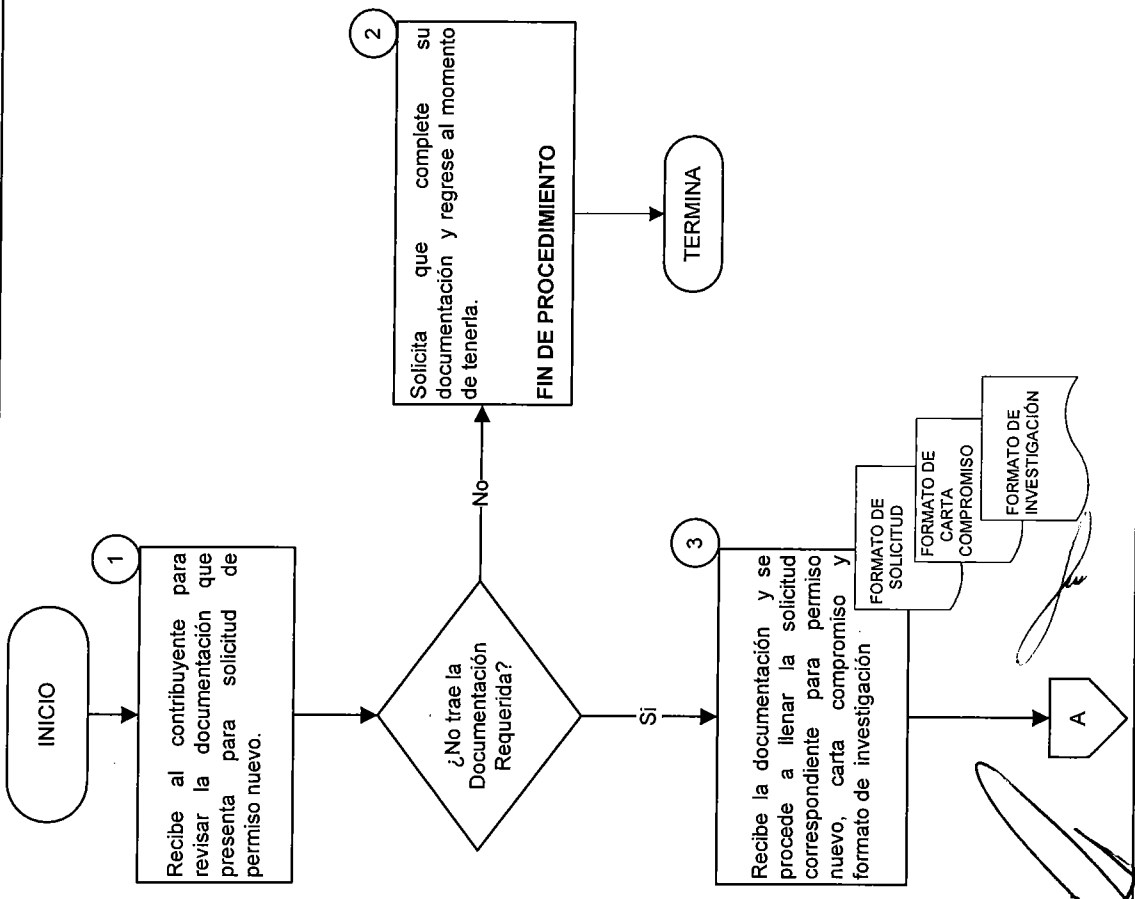 INICIO
1
Recibe al contribuyente para
revisar la documentación que
presenta para solicitud de
permiso nuevo.
¿No trae la
Documentación
Requerida?
No
2
Solicita que complete su
documentación y regrese al momento
de tenerla.
FIN DE PROCEDIMIENTO
TERMINA
Si
3
Recibe la documentación y se
procede a llenar la solicitud
correspondiente para permiso
nuevo, carta compromiso y
formato de investigación
FORMATO DE
SOLICITUD
FORMATO DE
CARTA
COMPROMISO
FORMATO DE
INVESTIGACIÓN
A